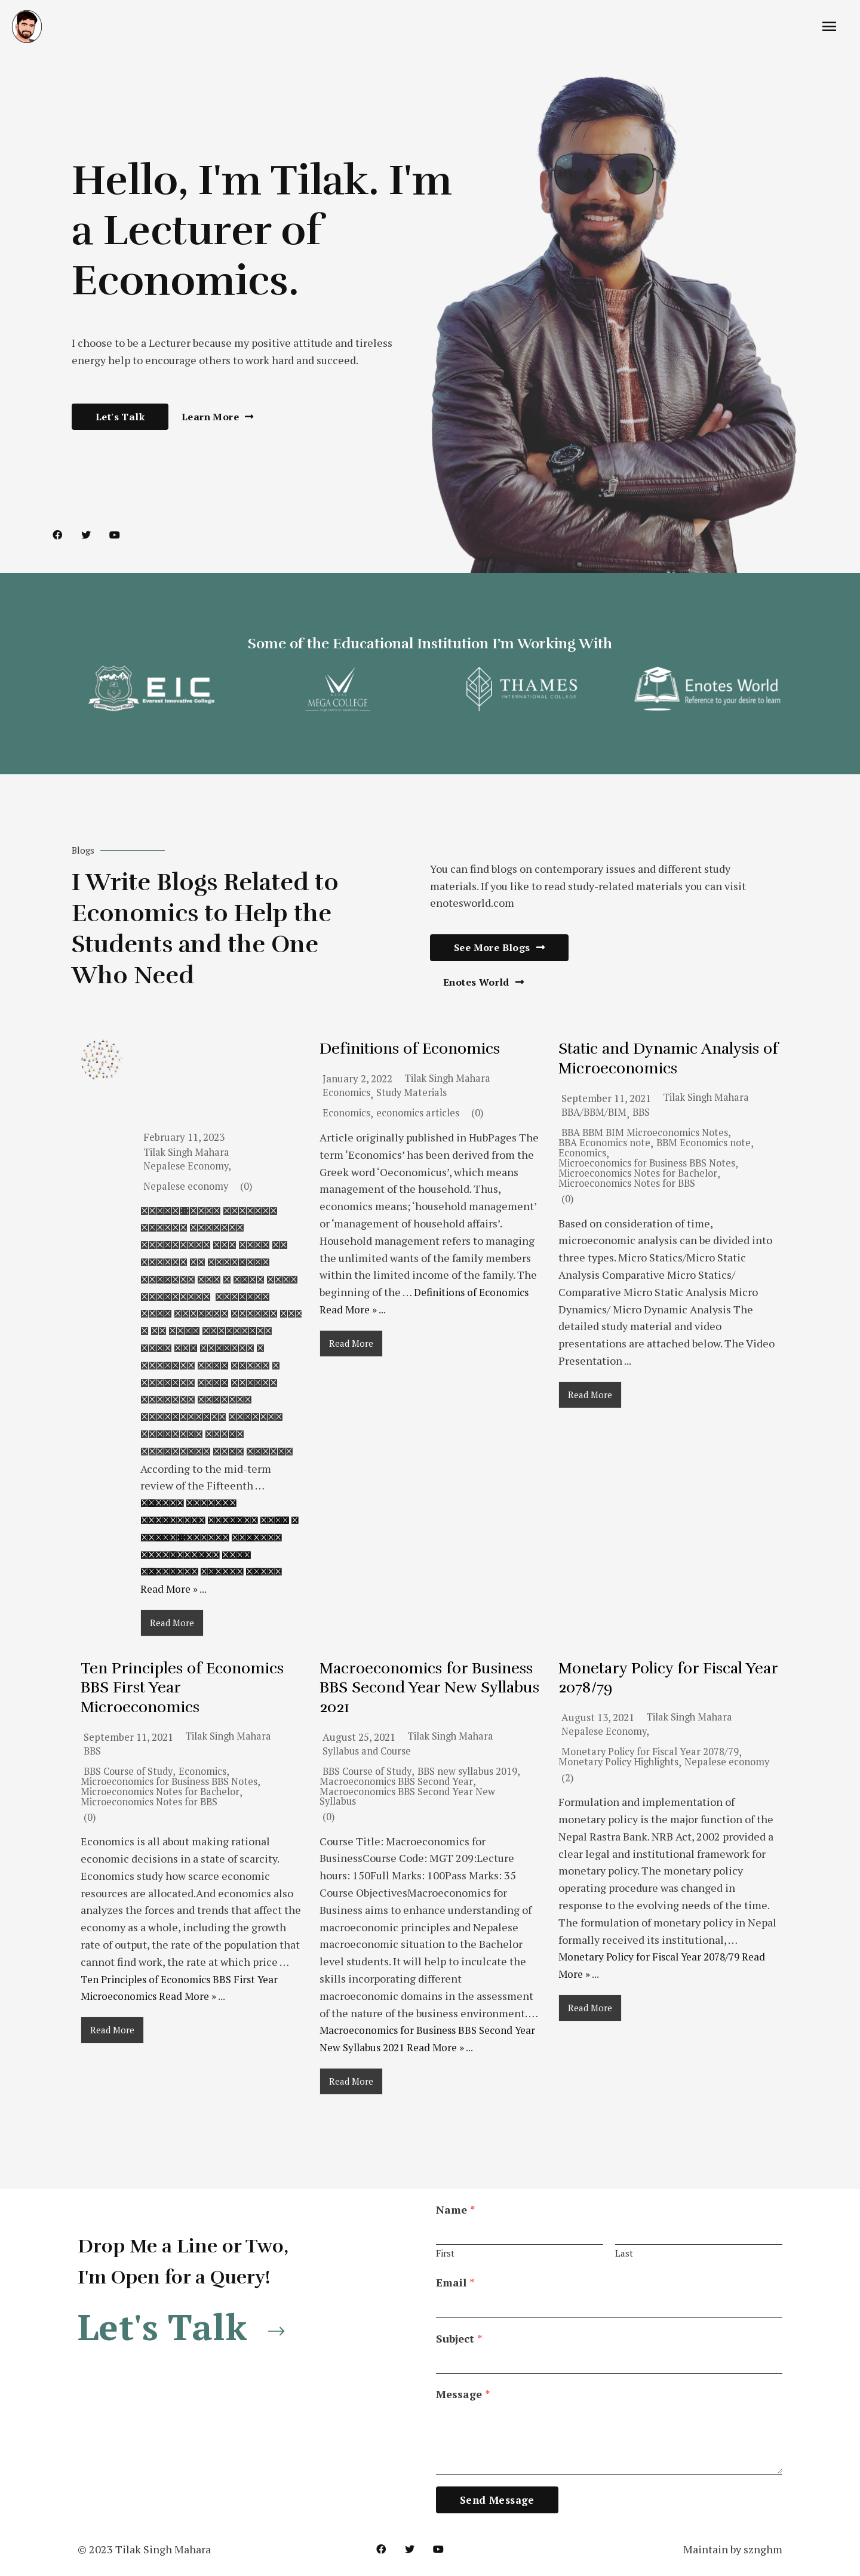 Hello, I'm Tilak. I'm
a Lecturer of
Economics.
I choose to be a Lecturer because my positive attitude and tireless
energy help to encourage others to work hard and succeed.
Let's Talk
Learn More
Some of the Educational Institution I'm Working With
EIC
Everest Innovative College
MEGA COLLEGE
THAMES
INTERNATIONAL COLLEGE
Enotes World
Reference to your desire to learn
Blogs
I Write Blogs Related to
Economics to Help the
Students and the One
Who Need
You can find blogs on contemporary issues and different study
materials. If you like to read study-related materials you can visit
enotesworld.com
See More Blogs
Enotes World
February 11, 2023
Tilak Singh Mahara
Nepalese Economy,
Nepalese economy (0)
According to the mid-term
review of the Fifteenth …
Read More » ...
Read More
Definitions of Economics
January 2, 2022 Tilak Singh Mahara
Economics, Study Materials
Economics, economics articles (0)
Article originally published in HubPages The
term ‘Economics’ has been derived from the
Greek word ‘Oeconomicus’, which means
management of the household. Thus,
economics means; ‘household management’
or ‘management of household affairs’.
Household management refers to managing
the unlimited wants of the family members
within the limited income of the family. The
beginning of the … Definitions of Economics
Read More » ...
Read More
Static and Dynamic Analysis of
Microeconomics
September 11, 2021 Tilak Singh Mahara
BBA/BBM/BIM, BBS
BBA BBM BIM Microeconomics Notes,
BBA Economics note, BBM Economics note,
Economics,
Microeconomics for Business BBS Notes,
Microeconomics Notes for Bachelor,
Microeconomics Notes for BBS
(0)
Based on consideration of time,
microeconomic analysis can be divided into
three types. Micro Statics/Micro Static
Analysis Comparative Micro Statics/
Comparative Micro Static Analysis Micro
Dynamics/ Micro Dynamic Analysis The
detailed study material and video
presentations are attached below. The Video
Presentation ...
Read More
Ten Principles of Economics
BBS First Year
Microeconomics
September 11, 2021 Tilak Singh Mahara
BBS
BBS Course of Study, Economics,
Microeconomics for Business BBS Notes,
Microeconomics Notes for Bachelor,
Microeconomics Notes for BBS
(0)
Economics is all about making rational
economic decisions in a state of scarcity.
Economics study how scarce economic
resources are allocated.And economics also
analyzes the forces and trends that affect the
economy as a whole, including the growth
rate of output, the rate of the population that
cannot find work, the rate at which price …
Ten Principles of Economics BBS First Year
Microeconomics Read More » ...
Read More
Macroeconomics for Business
BBS Second Year New Syllabus
2021
August 25, 2021 Tilak Singh Mahara
Syllabus and Course
BBS Course of Study, BBS new syllabus 2019,
Macroeconomics BBS Second Year,
Macroeconomics BBS Second Year New
Syllabus
(0)
Course Title: Macroeconomics for
BusinessCourse Code: MGT 209:Lecture
hours: 150Full Marks: 100Pass Marks: 35
Course ObjectivesMacroeconomics for
Business aims to enhance understanding of
macroeconomic principles and Nepalese
macroeconomic situation to the Bachelor
level students. It will help to inculcate the
skills incorporating different
macroeconomic domains in the assessment
of the nature of the business environment.…
Macroeconomics for Business BBS Second Year
New Syllabus 2021 Read More » ...
Read More
Monetary Policy for Fiscal Year
2078/79
August 13, 2021 Tilak Singh Mahara
Nepalese Economy,
Monetary Policy for Fiscal Year 2078/79,
Monetary Policy Highlights, Nepalese economy
(2)
Formulation and implementation of
monetary policy is the major function of the
Nepal Rastra Bank. NRB Act, 2002 provided a
clear legal and institutional framework for
monetary policy. The monetary policy
operating procedure was changed in
response to the evolving needs of the time.
The formulation of monetary policy in Nepal
formally received its institutional, …
Monetary Policy for Fiscal Year 2078/79 Read
More » ...
Read More
Drop Me a Line or Two,
I'm Open for a Query!
Let's Talk →
Name *
First Last
Email *
Subject *
Message *
Send Message
© 2023 Tilak Singh Mahara
Maintain by sznghm